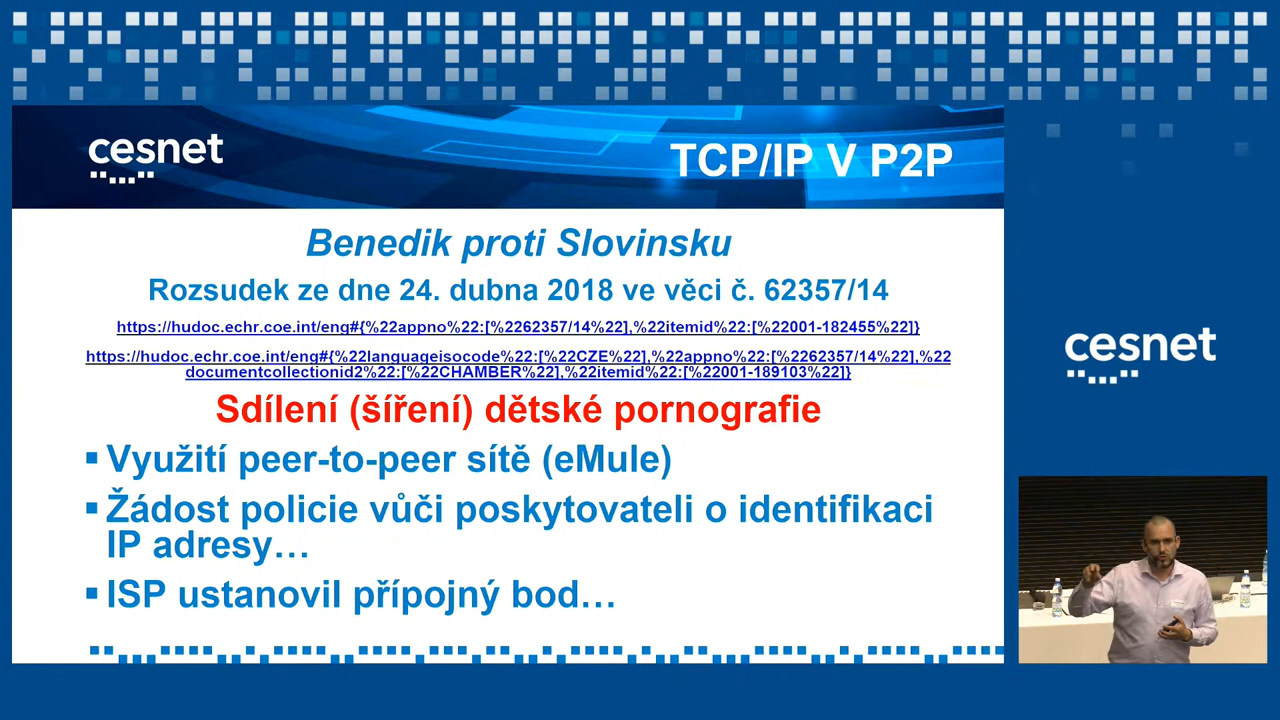 cesnet
TCP/IP V P2P
Benedik proti Slovinsku
Rozsudek ze dne 24. dubna 2018 ve věci č. 62357/14
https://hudoc.echr.coe.int/eng#{%22appno%22:[%2262357/14%22],%22itemid%22:[%22001-182455%22]}
https://hudoc.echr.coe.int/eng#{%22languageisocode%22:[%22CZE%22],%22appno%22:[%2262357/14%22],%22
documentcollectionid2%22:[%22CHAMBER%22],%22itemid%22:[%22001-189103%22]}
Sdílení (šíření) dětské pornografie
Využití peer-to-peer sítě (eMule)
Žádost policie vůči poskytovateli o identifikaci
IP adresy…
ISP ustanovil přípojný bod…
cesnet